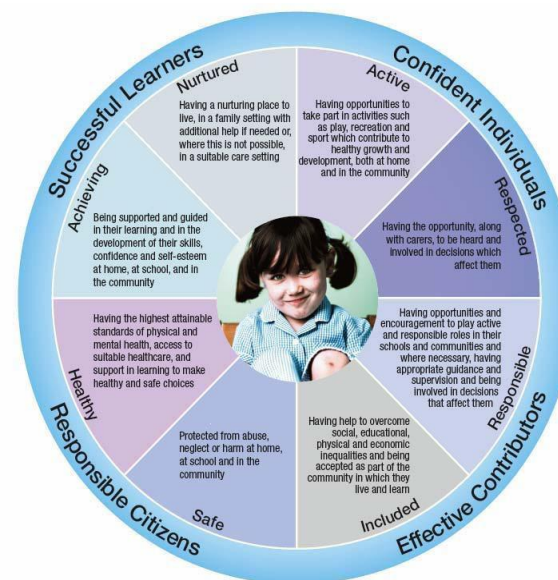 Successful Learners
Confident Individuals
Nurtured
Having a nurturing place to
live, in a family setting with
additional help if needed or,
where this is not possible,
in a suitable care setting
Active
Having opportunities to
take part in activities such
as play, recreation and
sport which contribute to
healthy growth and
development, both at home
and in the community
Achieving
Being supported and guided
in their learning and in the
development of their skills,
confidence and self-esteem
at home, at school, and in
the community
Respected
Having the opportunity, along
with carers, to be heard and
involved in decisions which
affect them
Healthy
Having the highest attainable
standards of physical and
mental health, access to
suitable healthcare, and
support in learning to make
healthy and safe choices
Responsible
Having opportunities and
encouragement to play active
and responsible roles in their
schools and communities and
where necessary, having
appropriate guidance and
supervision and being
involved in decisions
that affect them
Safe
Protected from abuse,
neglect or harm at home,
at school and in the
community
Included
Having help to overcome
social, educational,
physical and economic
inequalities and being
accepted as part of the
community in which they
live and learn
Responsible Citizens
Effective Contributors